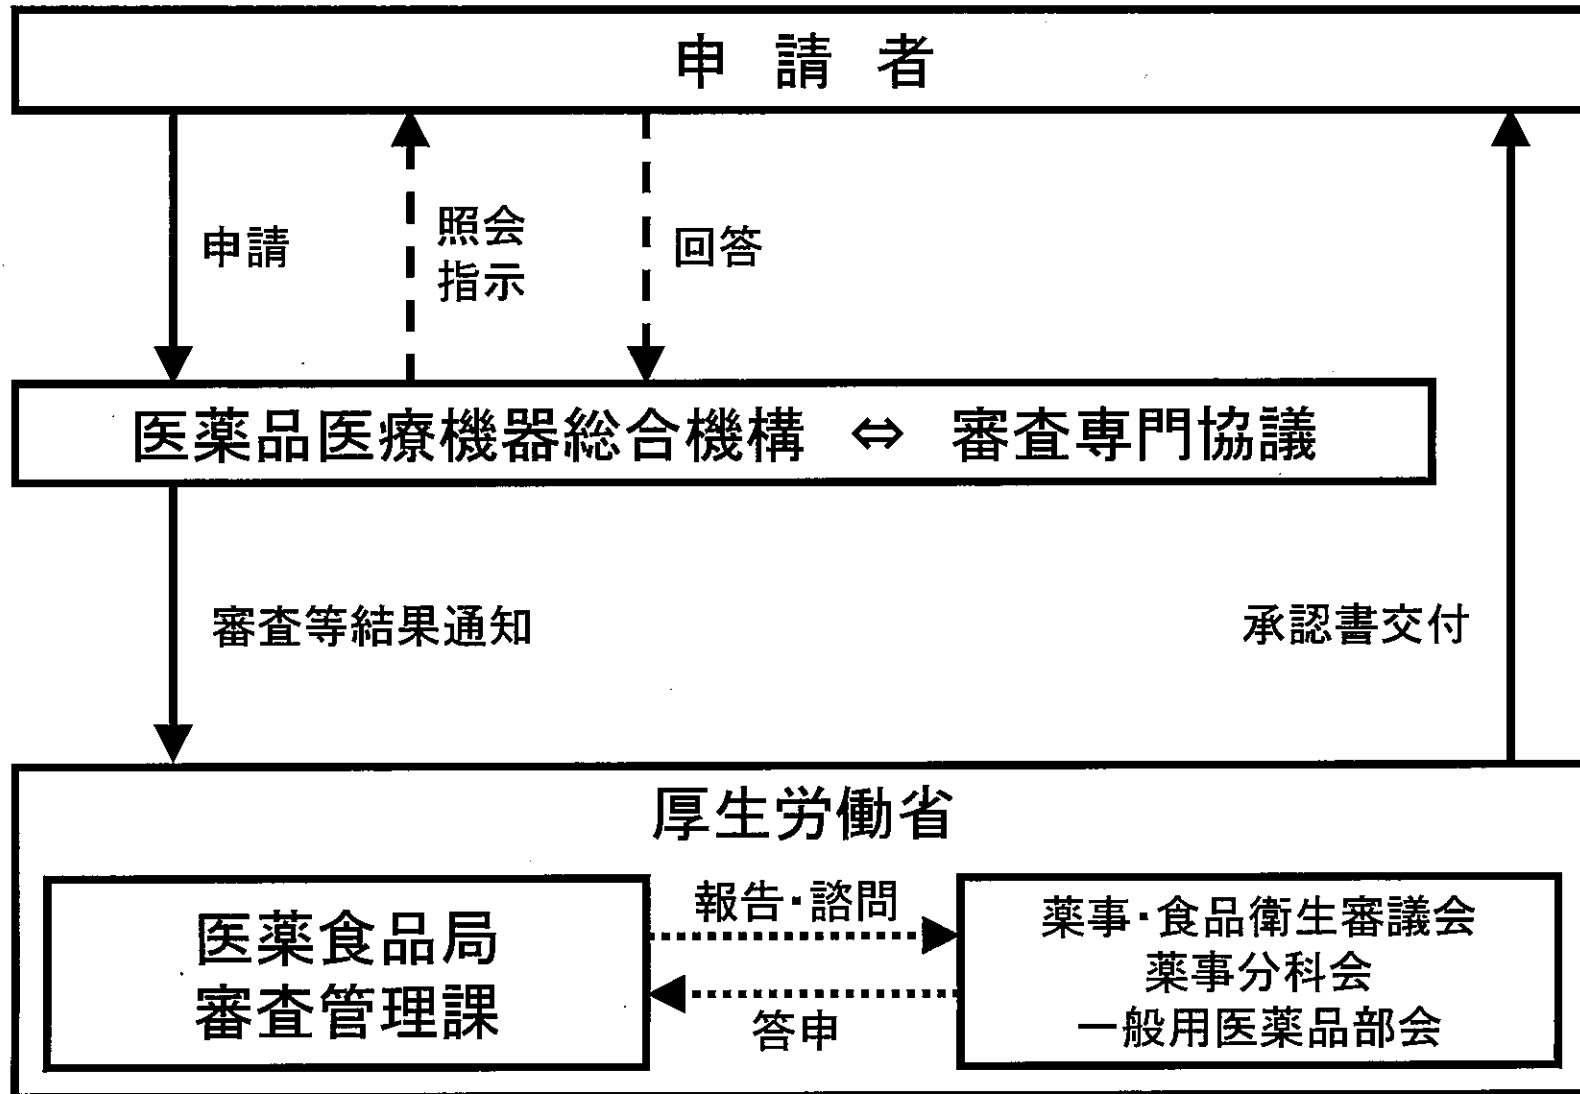 申請者
申請
照会
指示
回答
医薬品医療機器総合機構 ⇔ 審査専門協議
審査等結果通知
承認書交付
厚生労働省
医薬食品局
審査管理課
報告・諮問
答申
薬事・食品衛生審議会
薬事分科会
一般用医薬品部会